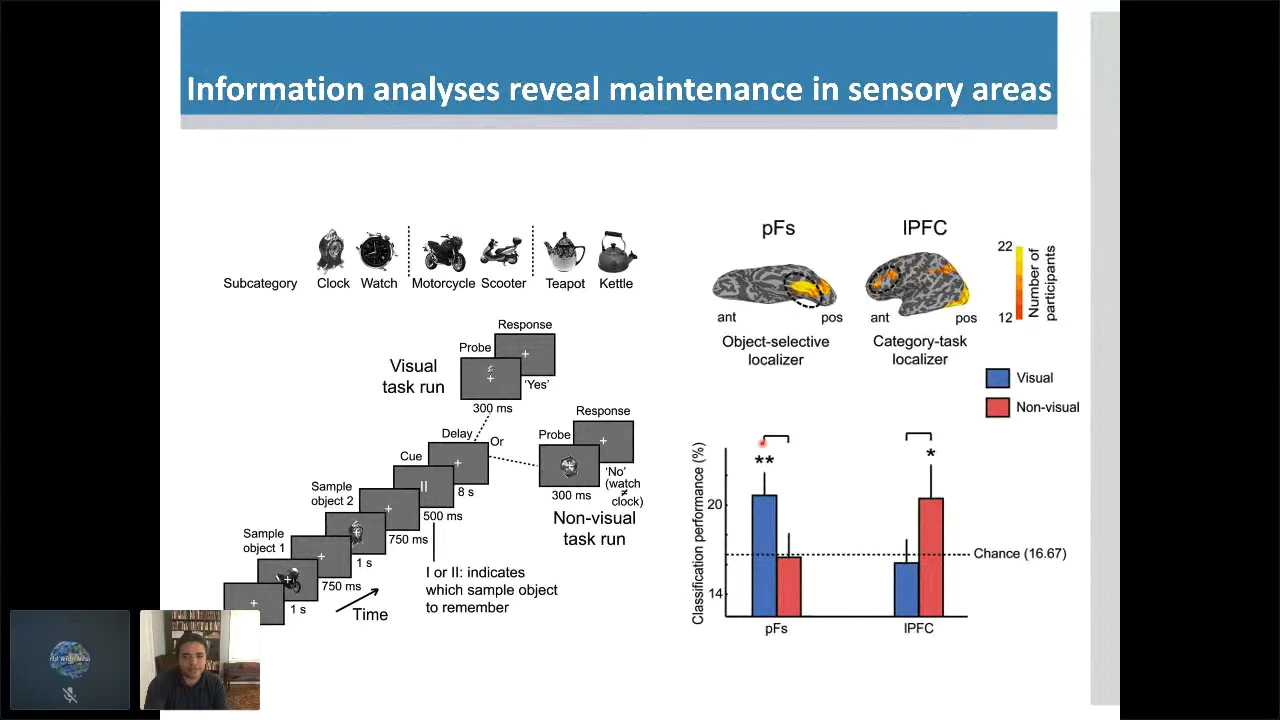 Information analyses reveal maintenance in sensory areas
Subcategory
Clock
Watch
Motorcycle
Scooter
Teapot
Kettle
Response
Probe
Visual
task run
'Yes'
300 ms
Response
Probe
Delay
Or
Cue
8 s
'No'
(watch
≠
clock)
300 ms
Non-visual
task run
Sample
object 2
500 ms
750 ms
Sample
object 1
1 s
750 ms
1 s
I or II: indicates
which sample object
to remember
Time
pFs
lPFC
22
12
Number of
participants
ant
pos
ant
pos
Object-selective
localizer
Category-task
localizer
Visual
Non-visual
Classification performance (%)
20
14
**
*
Chance (16.67)
pFs
lPFC